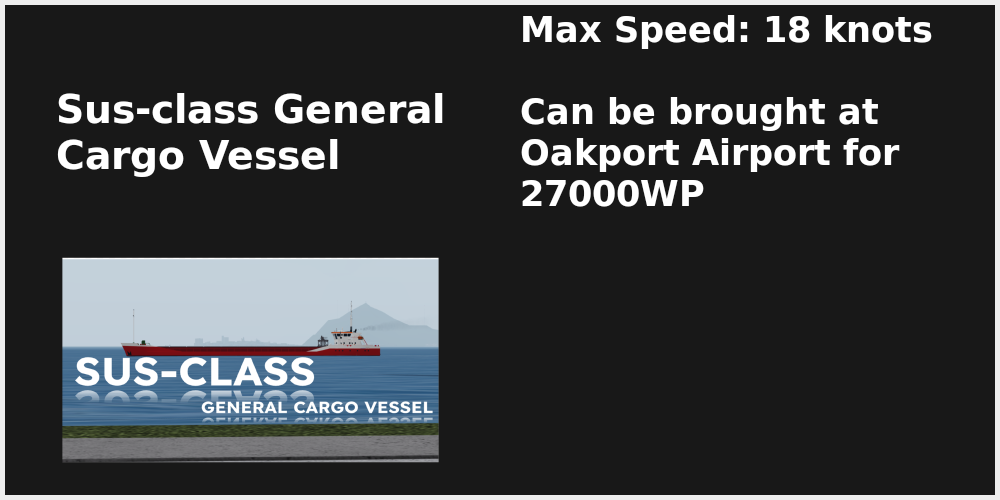 Sus-class General
Cargo Vessel
Max Speed: 18 knots
Can be brought at
Oakport Airport for
27000WP
SUS-CLASS
GENERAL CARGO VESSEL